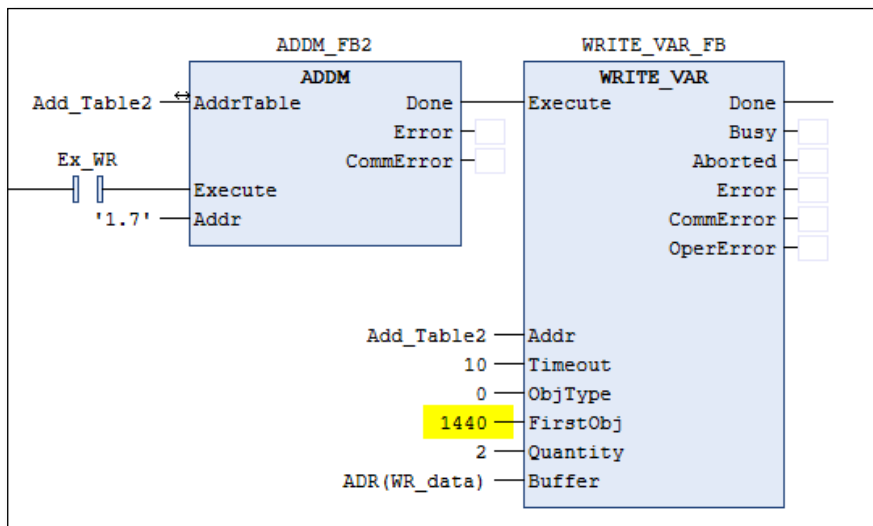 ADDM_FB2 WRITE_VAR_FB
ADDM WRITE_VAR
Add_Table2 AddrTable Done Execute Done
Error Busy
Ex_WR CommError Aborted
Execute Error
'1.7' Addr CommError
OperError
Add_Table2 Addr
10 Timeout
0 ObjType
1440 FirstObj
2 Quantity
ADR(WR_data) Buffer